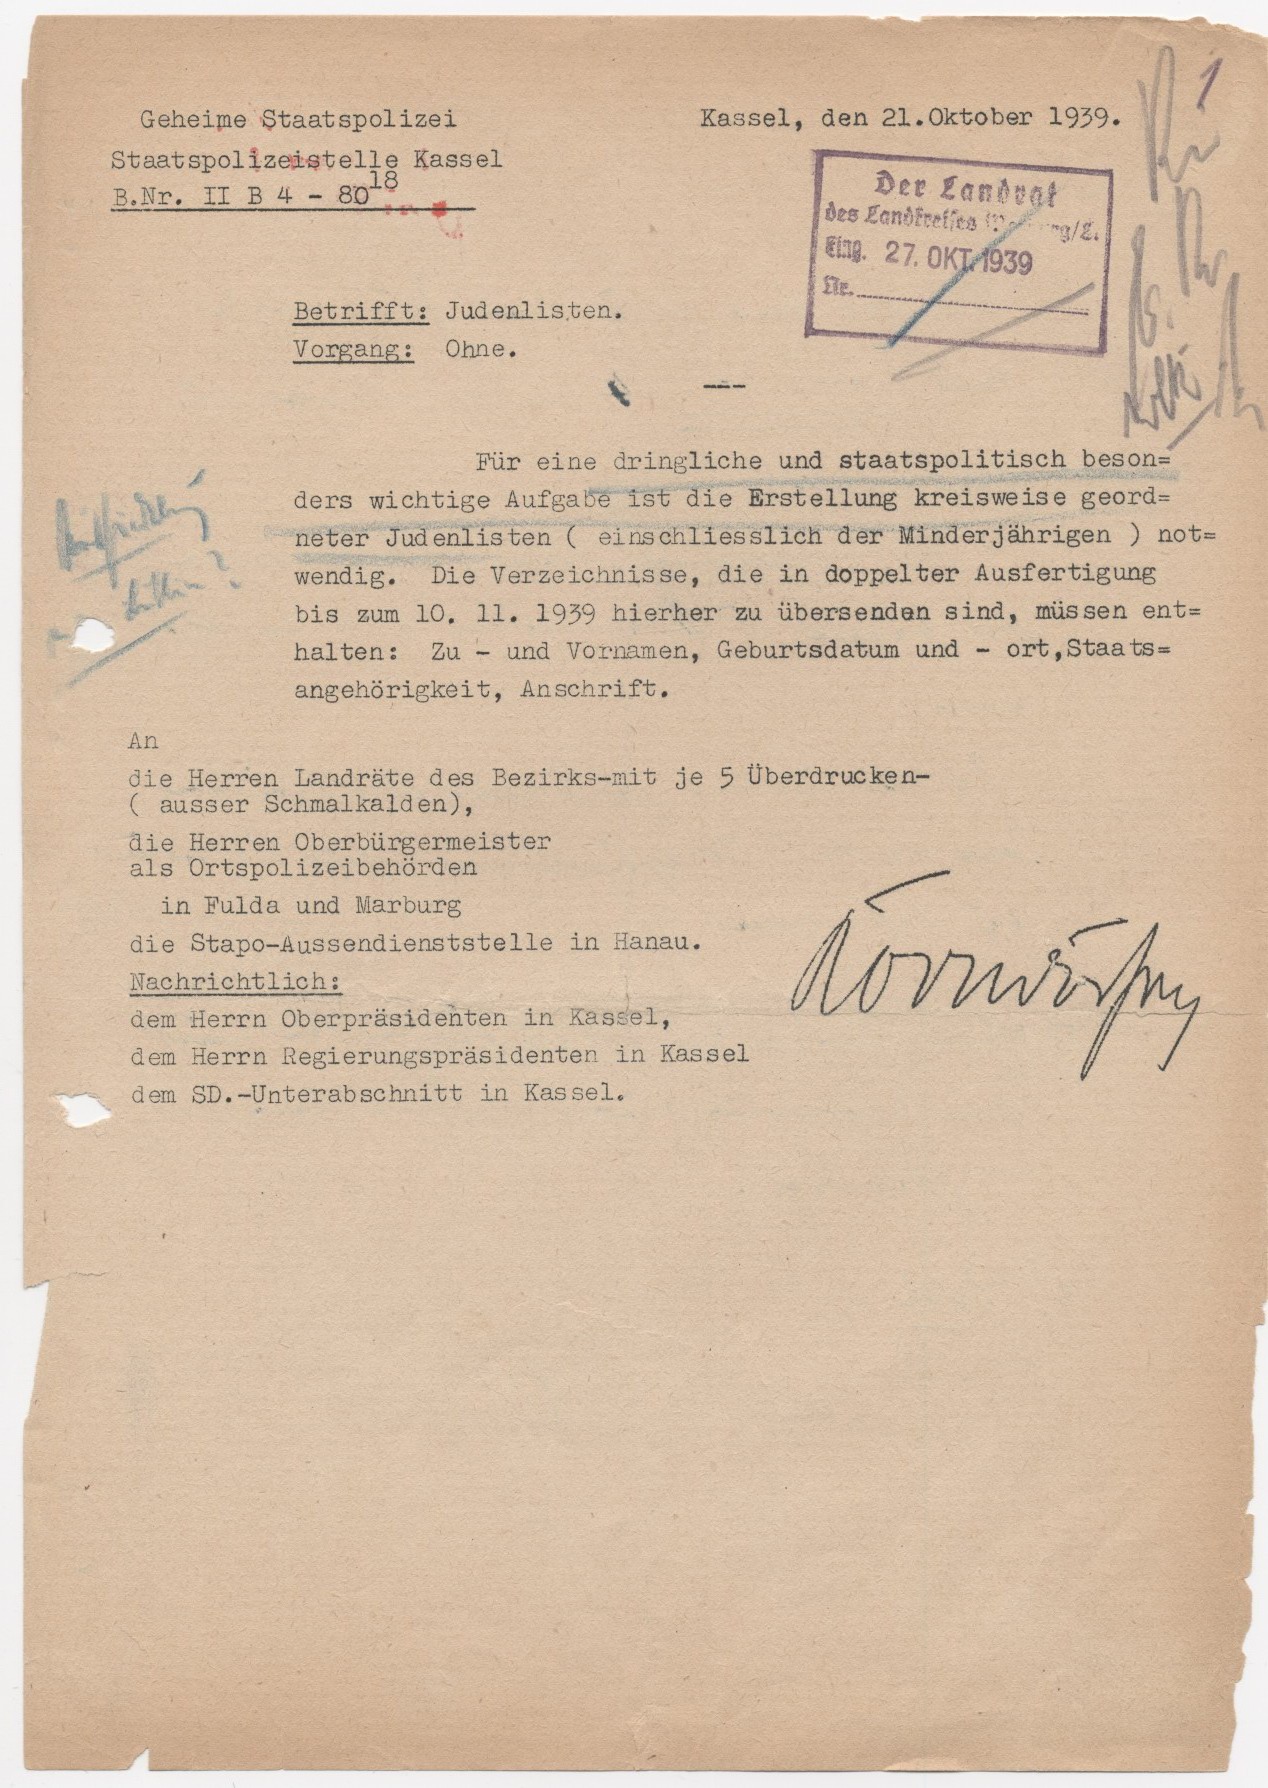 1
Geheime Staatspolizei
Kassel, den 21.Oktober 1939.
Staatspolizeistelle Kassel
B.Nr. II B 4 - 80¹⁸
Der Landrat
des Landkreises
Eing. 27. OKT. 1939
Nr.
Betrifft: Judenlisten.
Vorgang: Ohne.
---
Für eine dringliche und staatspolitisch beson=
ders wichtige Aufgabe ist die Erstellung kreisweise geord=
neter Judenlisten ( einschliesslich der Minderjährigen ) not=
wendig. Die Verzeichnisse, die in doppelter Ausfertigung
bis zum 10. 11. 1939 hierher zu übersenden sind, müssen ent=
halten: Zu - und Vornamen, Geburtsdatum und - ort,Staats=
angehörigkeit, Anschrift.
An
die Herren Landräte des Bezirks-mit je 5 Überdrucken-
( ausser Schmalkalden),
die Herren Oberbürgermeister
als Ortspolizeibehörden
in Fulda und Marburg
die Stapo-Aussendienststelle in Hanau.
Nachrichtlich:
dem Herrn Oberpräsidenten in Kassel,
dem Herrn Regierungspräsidenten in Kassel
dem SD.-Unterabschnitt in Kassel.